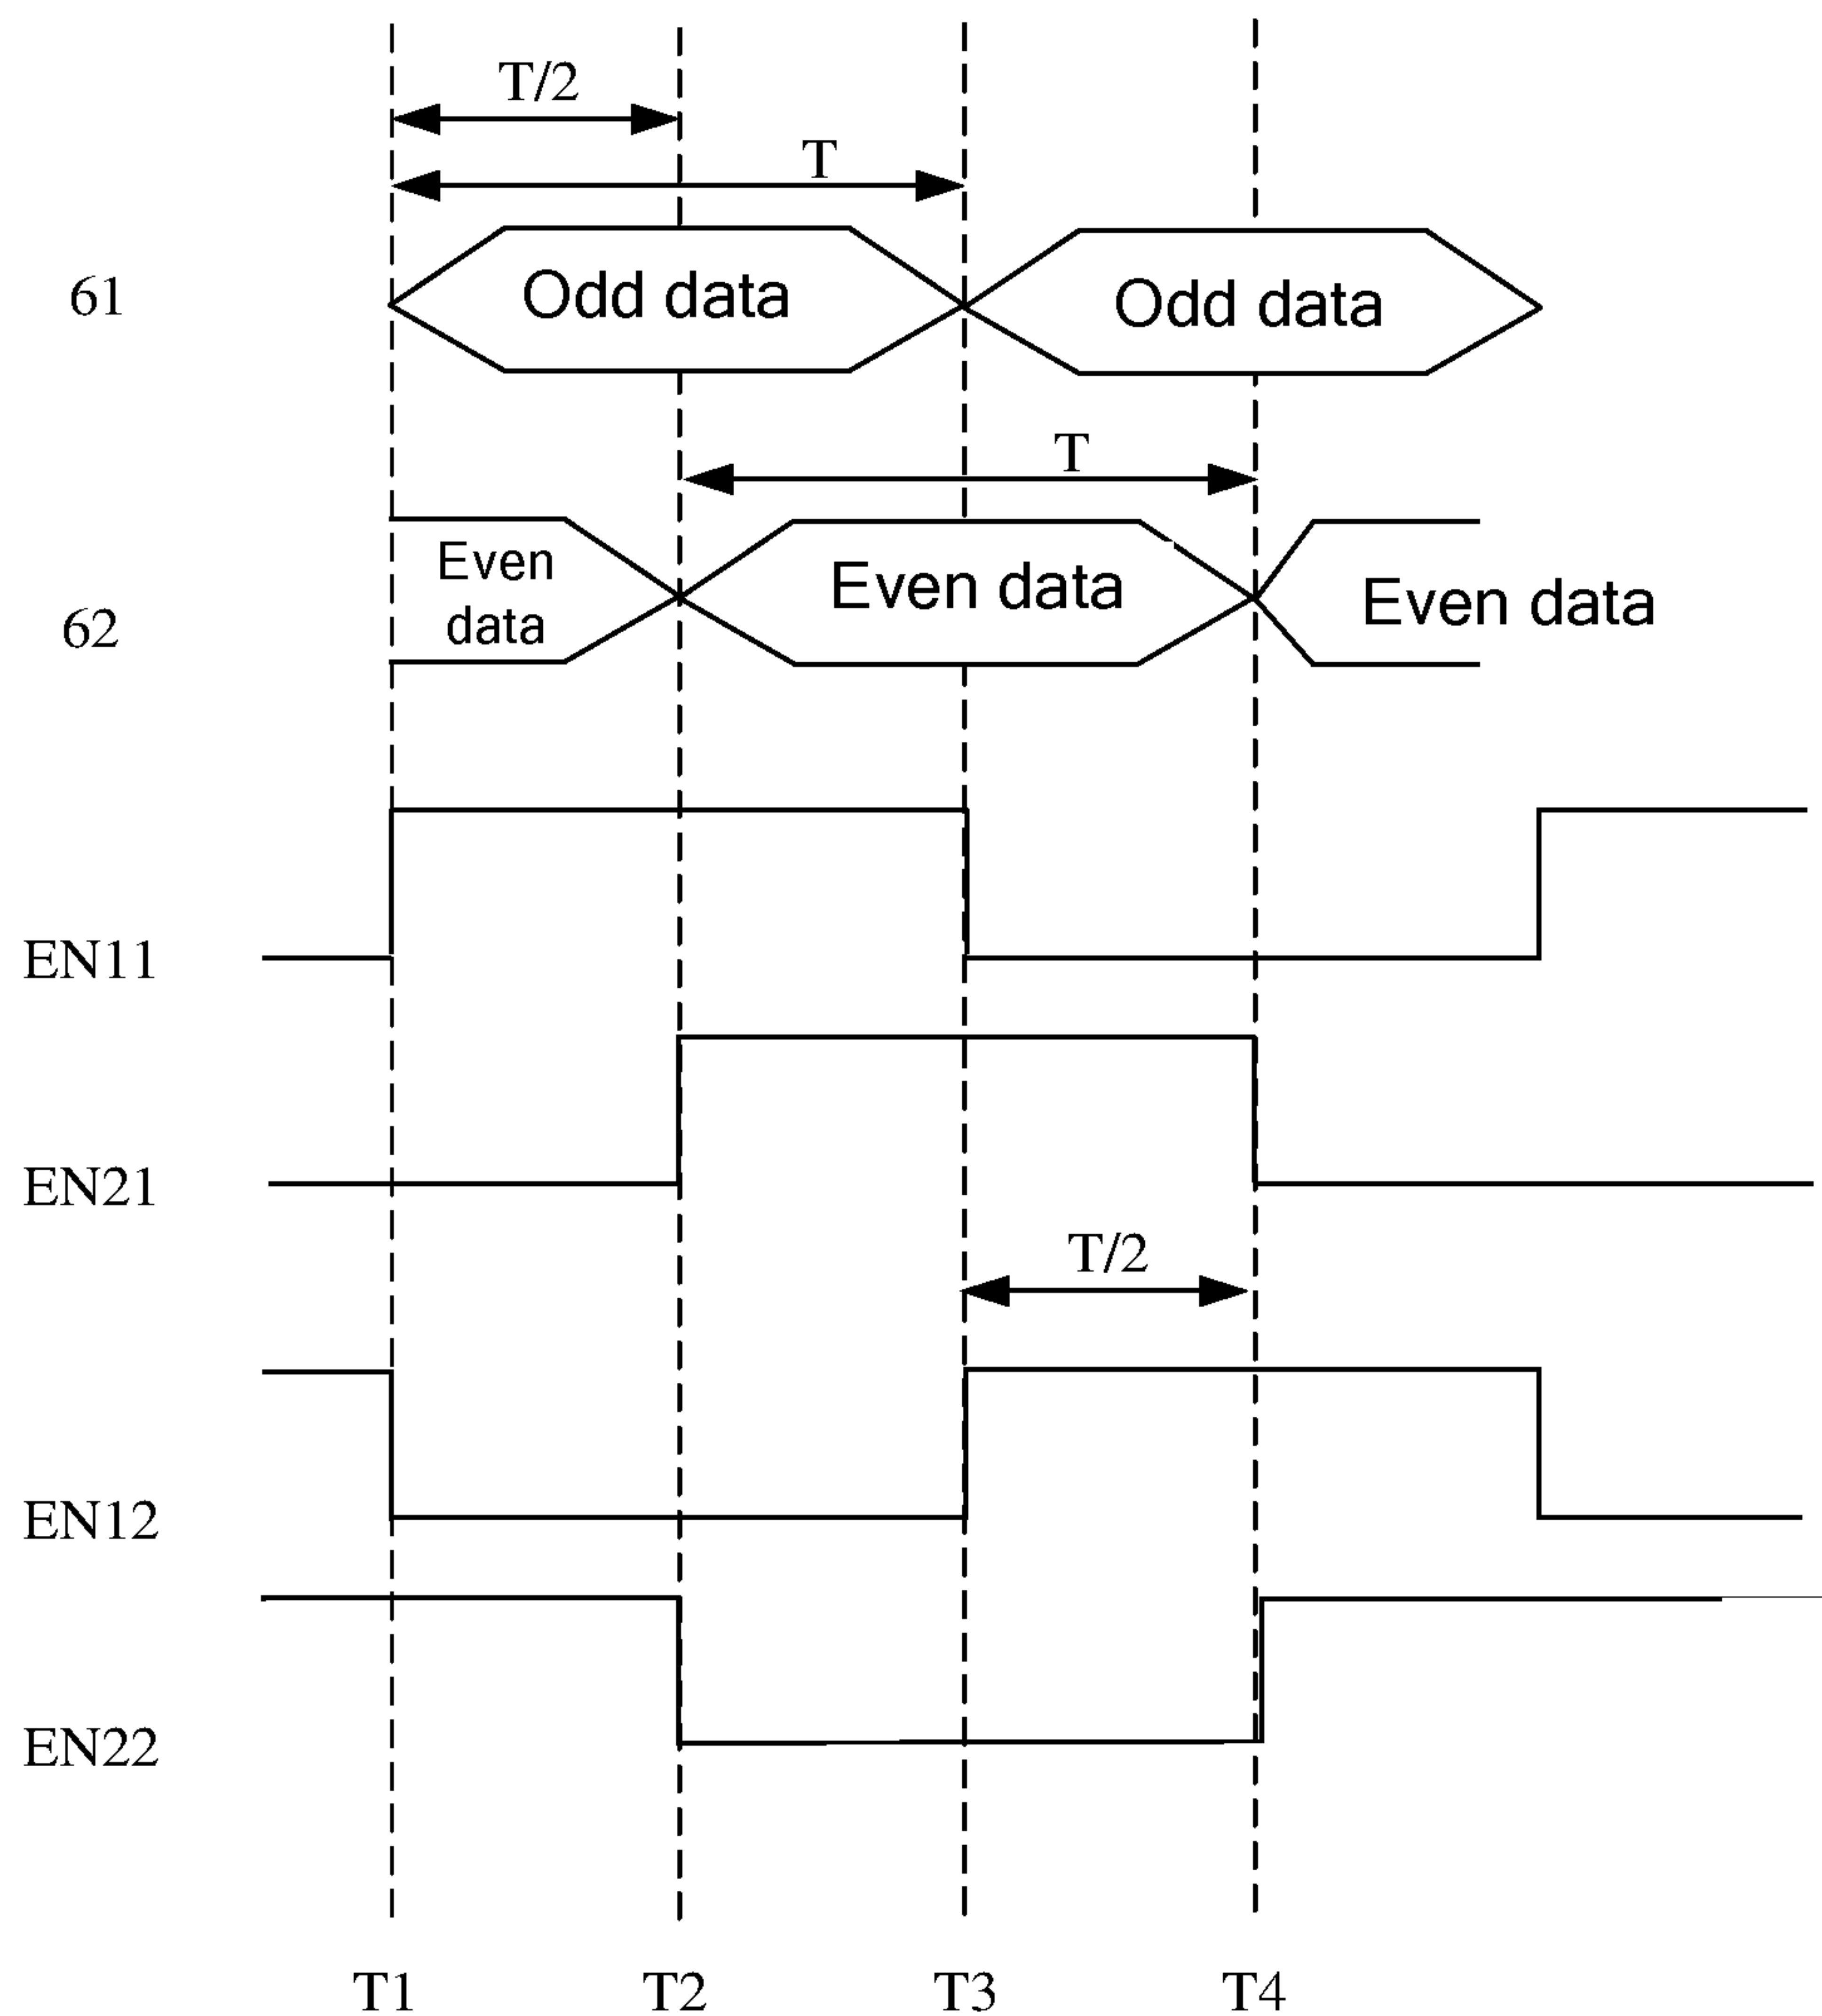 T/2
T
61
Odd data
Odd data
T
62
Even
data
Even data
Even data
EN11
EN21
T/2
EN12
EN22
T1
T2
T3
T4